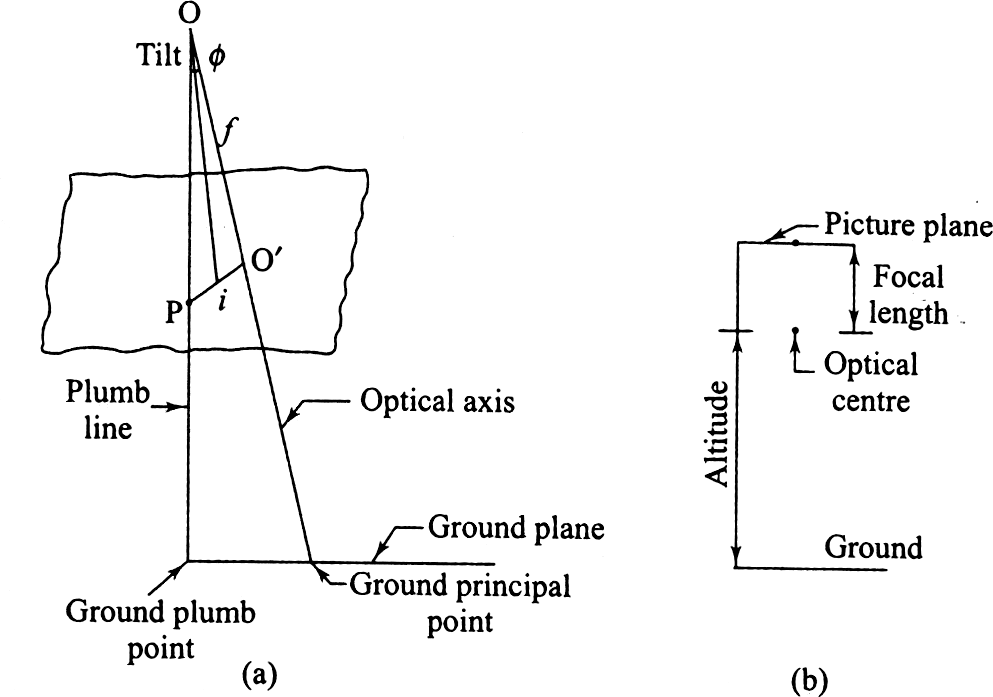 O
Tilt ϕ
f
O′
i
P
Plumb
line
Optical axis
Ground plane
Ground principal
point
Ground plumb
point
(a)
Picture plane
Focal
length
Optical
centre
Altitude
Ground
(b)